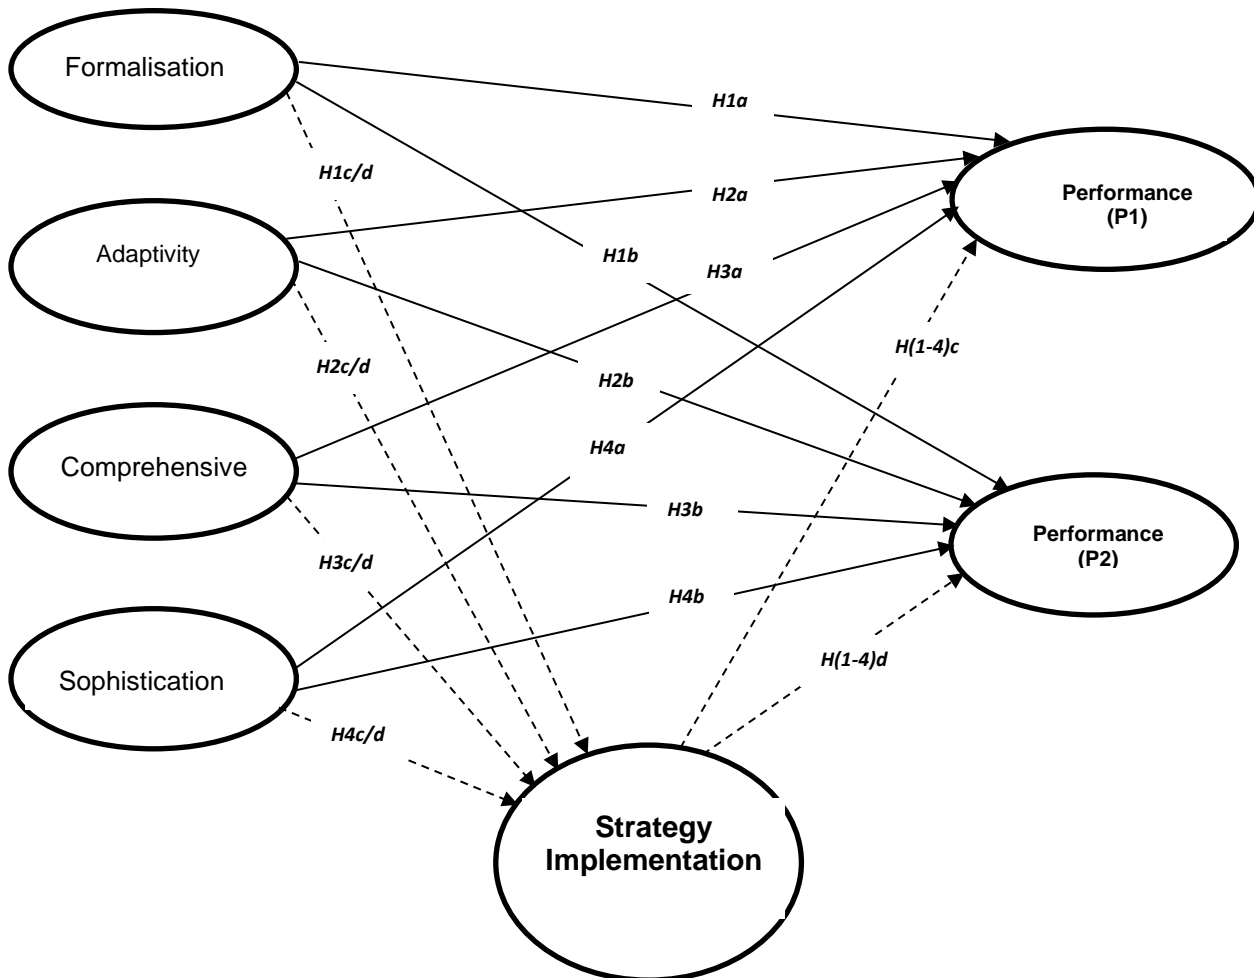 Formalisation
H1a
H1c/d
Performance
(P1)
H2a
Adaptivity
H1b
H3a
H(1-4)c
H2c/d
H2b
H4a
Comprehensive
H3b
Performance
(P2)
H3c/d
H4b
H(1-4)d
Sophistication
H4c/d
Strategy
Implementation